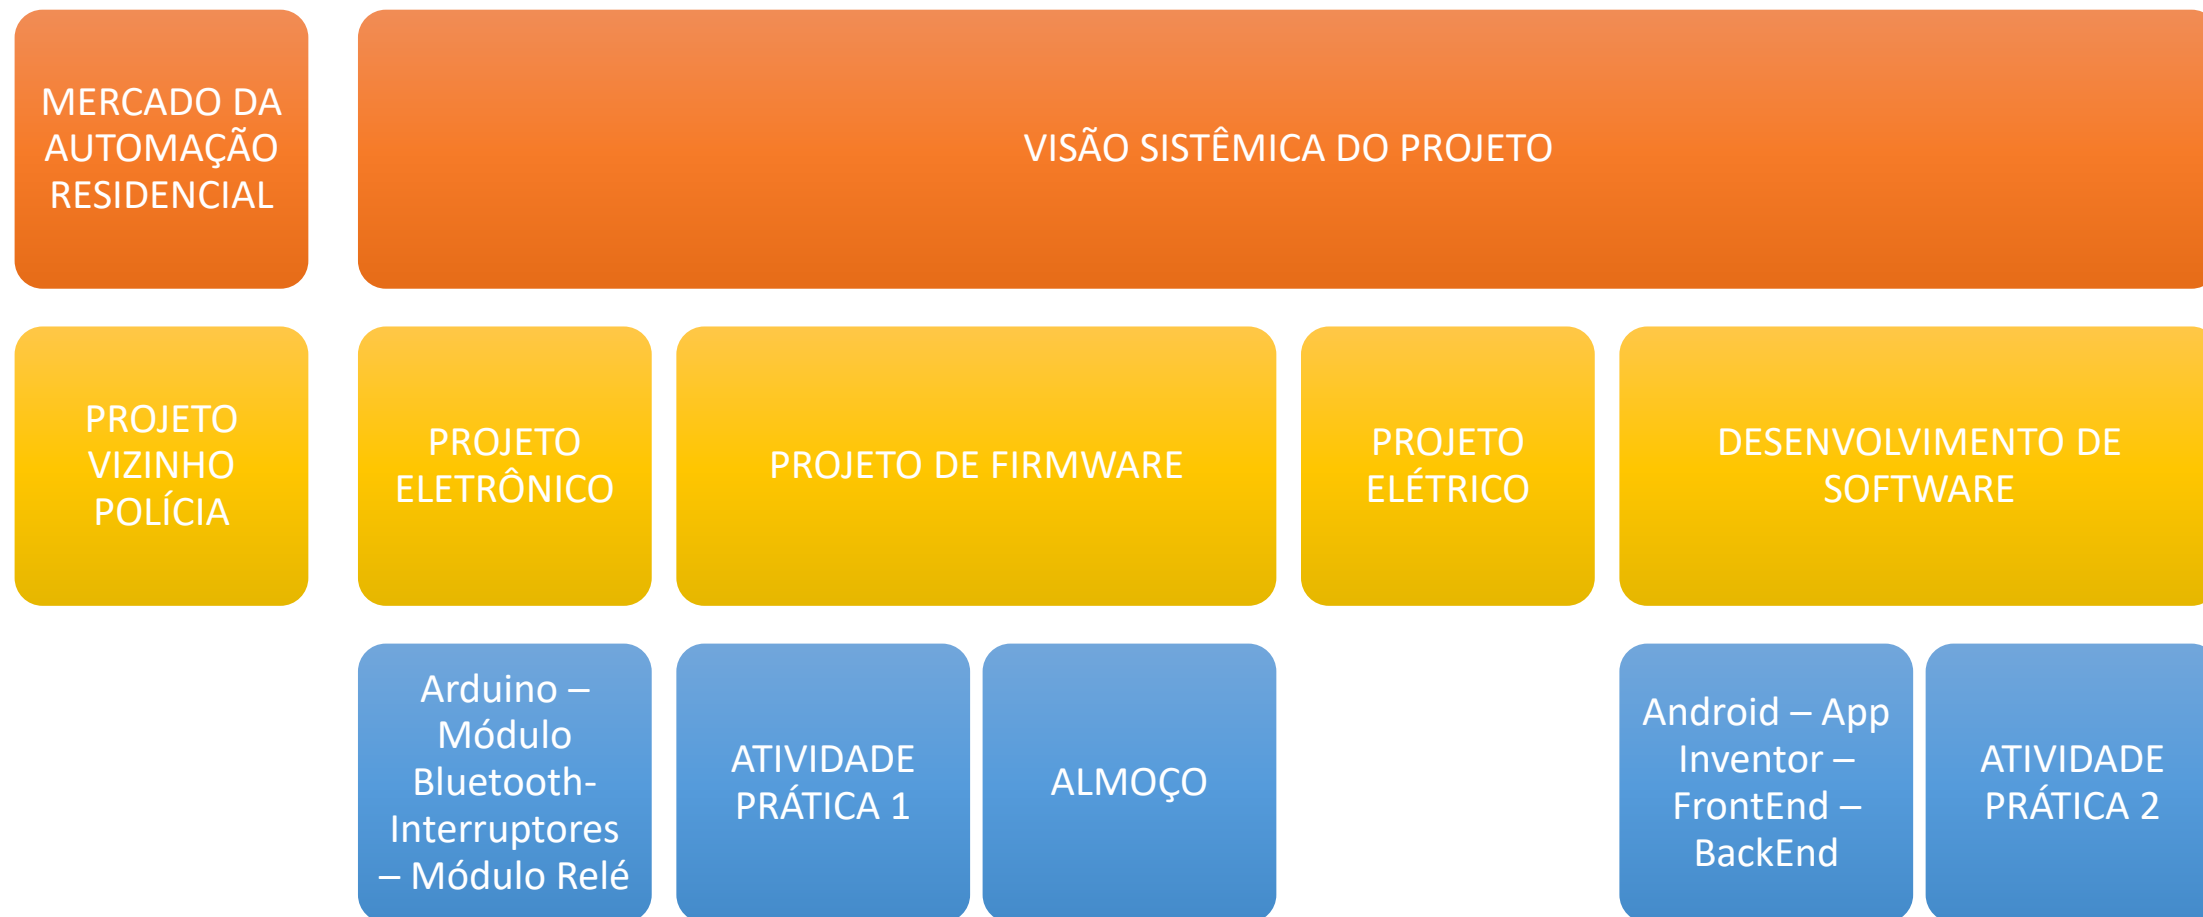 MERCADO DA
AUTOMAÇÃO
RESIDENCIAL
VISÃO SISTÊMICA DO PROJETO
PROJETO
VIZINHO
POLÍCIA
PROJETO
ELETRÔNICO
PROJETO DE FIRMWARE
PROJETO
ELÉTRICO
DESENVOLVIMENTO DE
SOFTWARE
Arduino –
Módulo
Bluetooth-
Interruptores
– Módulo Relé
ATIVIDADE
PRÁTICA 1
ALMOÇO
Android – App
Inventor –
FrontEnd –
BackEnd
ATIVIDADE
PRÁTICA 2